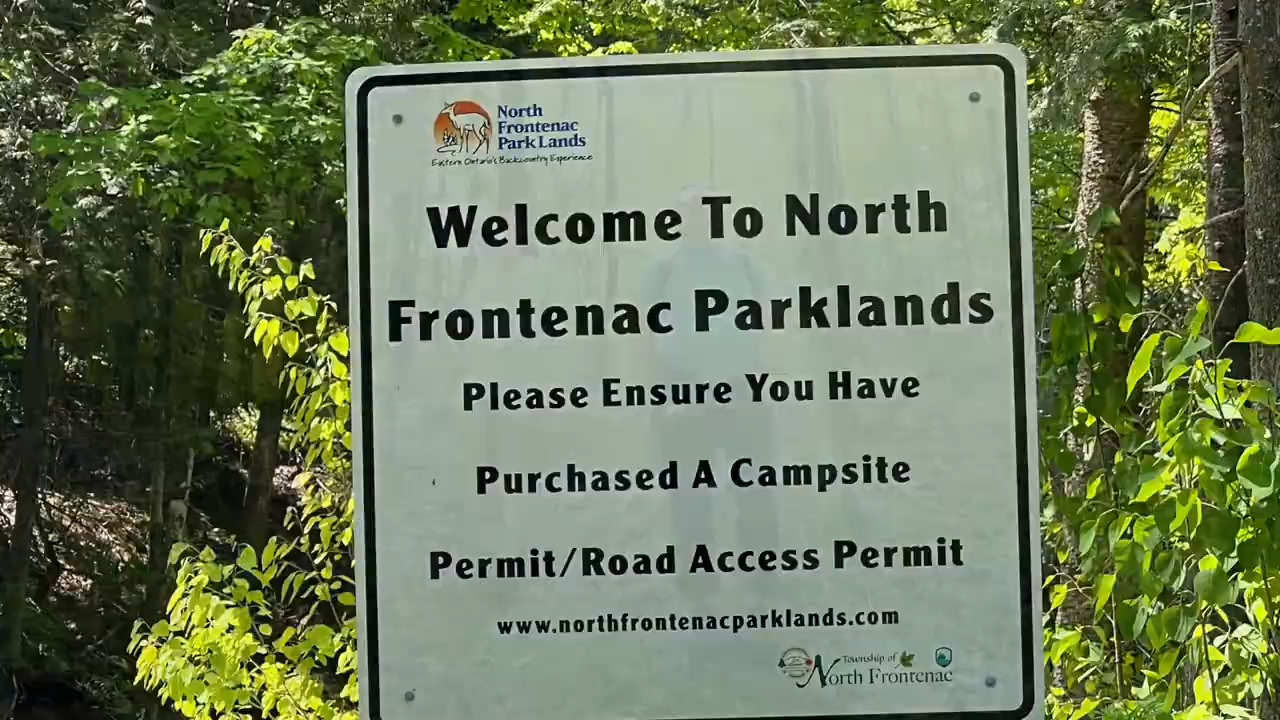 North
Frontenac
Park Lands
Eastern Ontario's Backcountry Experience
Welcome To North
Frontenac Parklands
Please Ensure You Have
Purchased A Campsite
Permit/Road Access Permit
www.northfrontenacparklands.com
Township of
North Frontenac